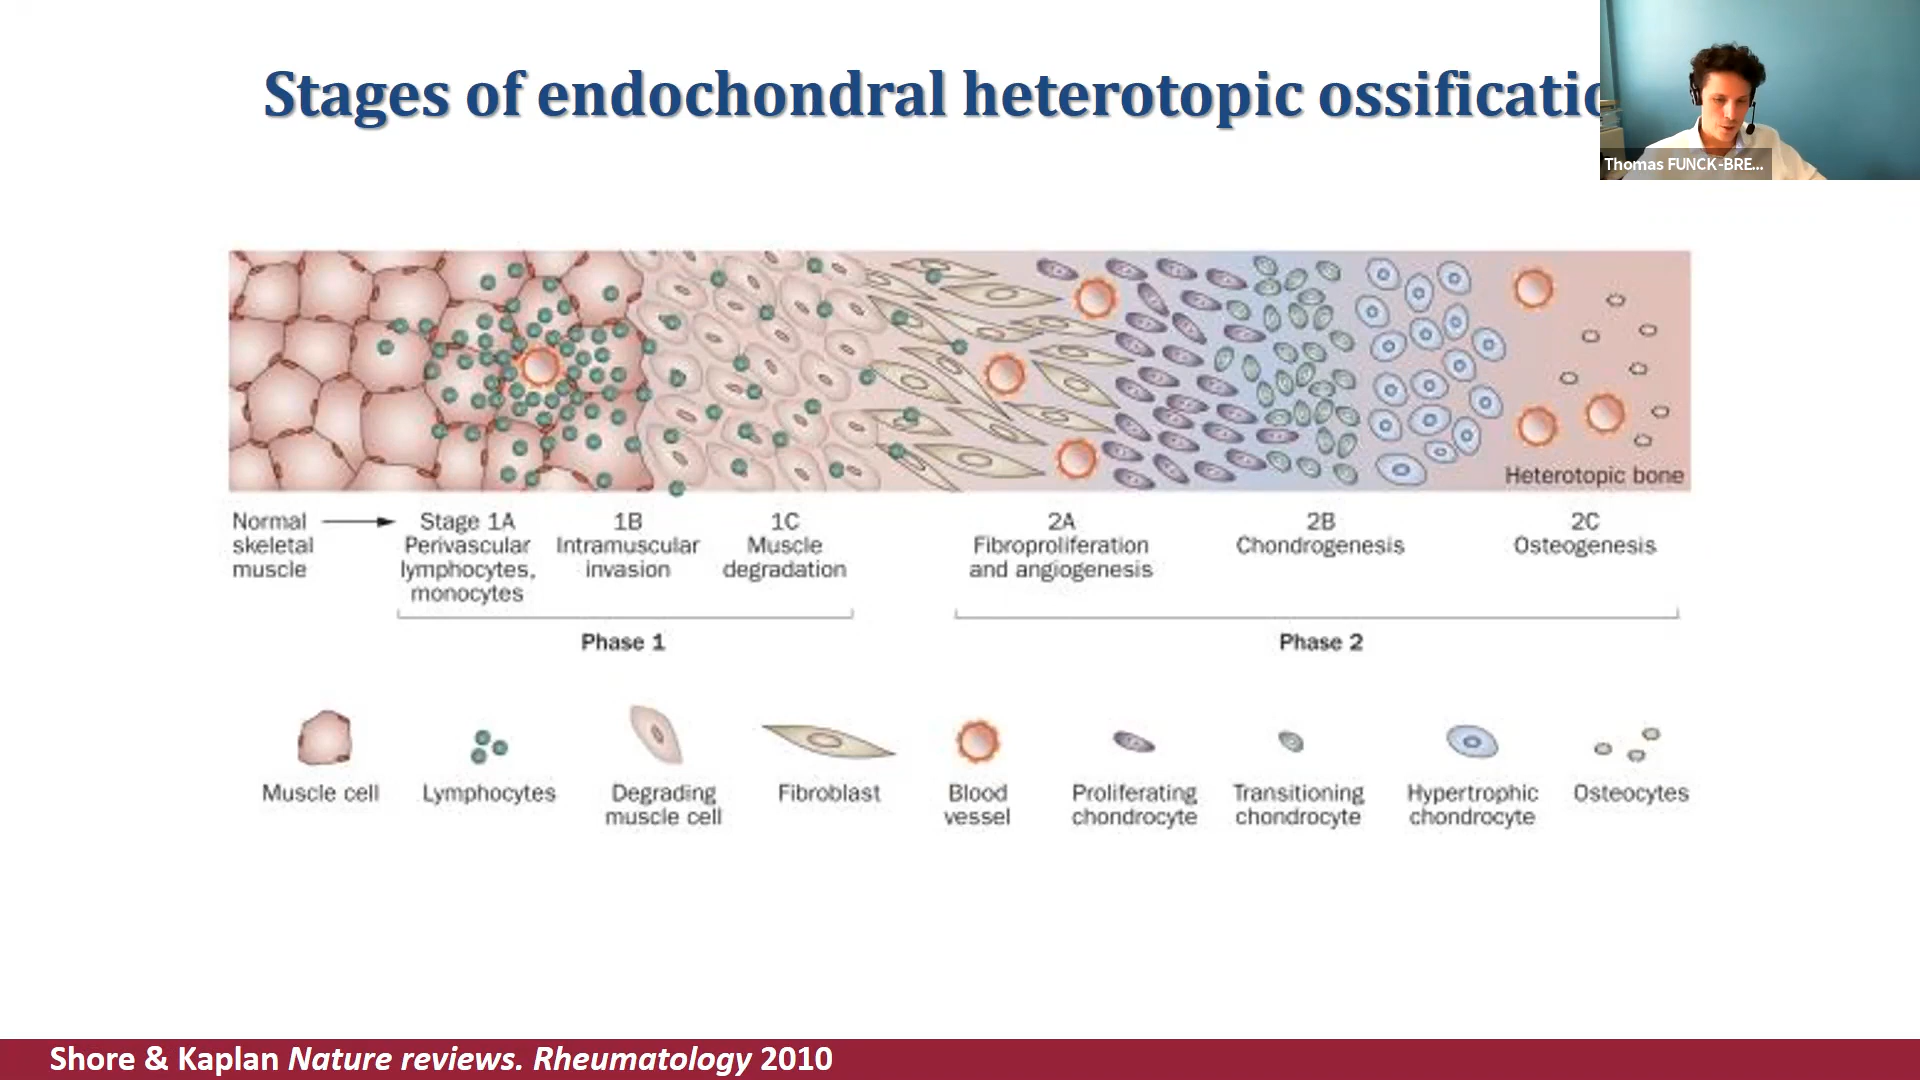 Stages of endochondral heterotopic ossificatio
Thomas FUNCK-BRE...
Heterotopic bone
Normal skeletal muscle
Stage 1A Perivascular lymphocytes, monocytes
1B Intramuscular invasion
1C Muscle degradation
2A Fibroproliferation and angiogenesis
2B Chondrogenesis
2C Osteogenesis
Phase 1
Phase 2
Muscle cell
Lymphocytes
Degrading muscle cell
Fibroblast
Blood vessel
Proliferating chondrocyte
Transitioning chondrocyte
Hypertrophic chondrocyte
Osteocytes
Shore & Kaplan Nature reviews. Rheumatology 2010